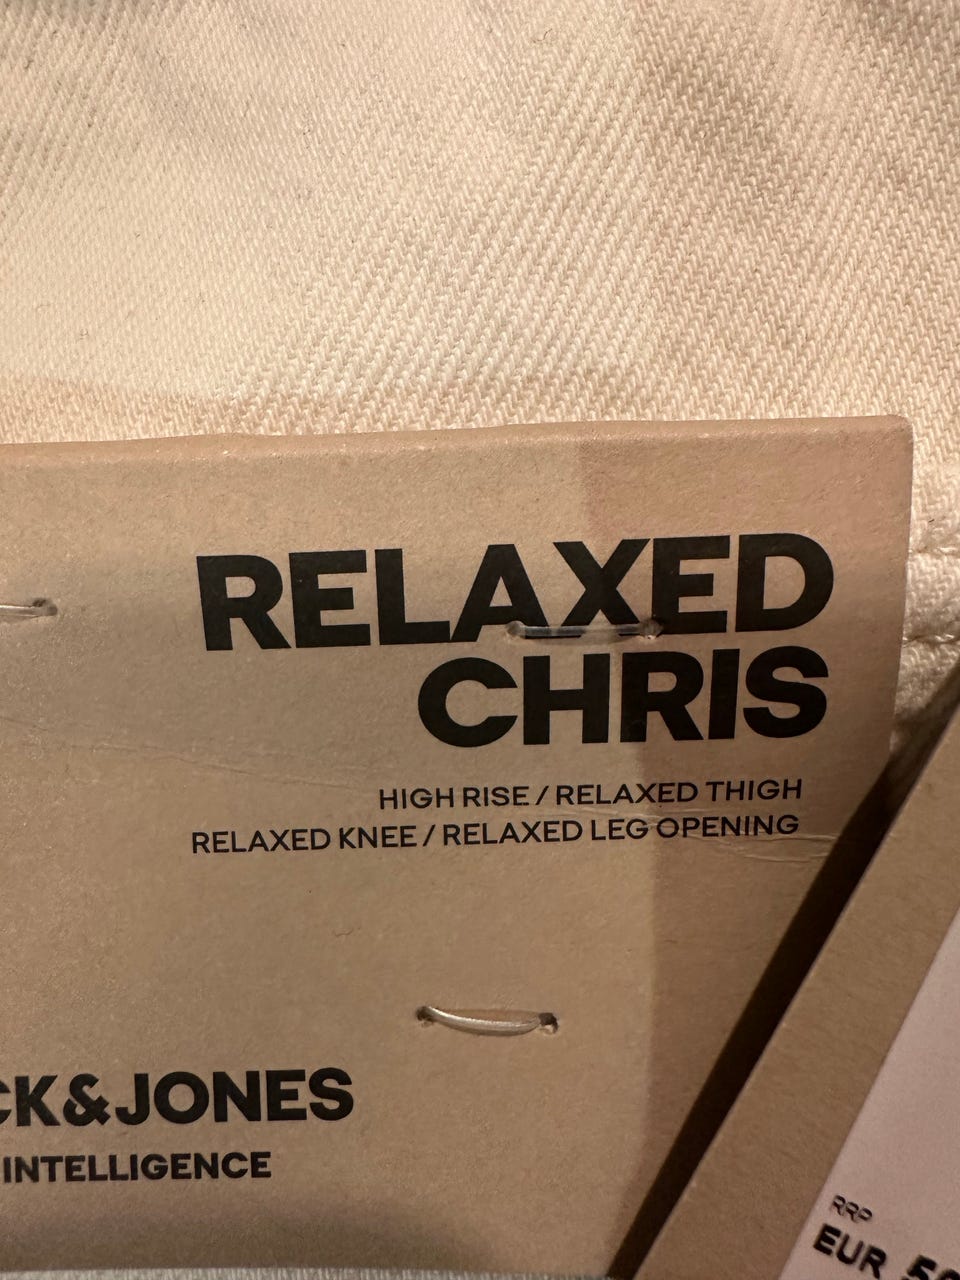 RELAXED
CHRIS
HIGH RISE / RELAXED THIGH
RELAXED KNEE / RELAXED LEG OPENING
CK&JONES
INTELLIGENCE
RRP
EUR